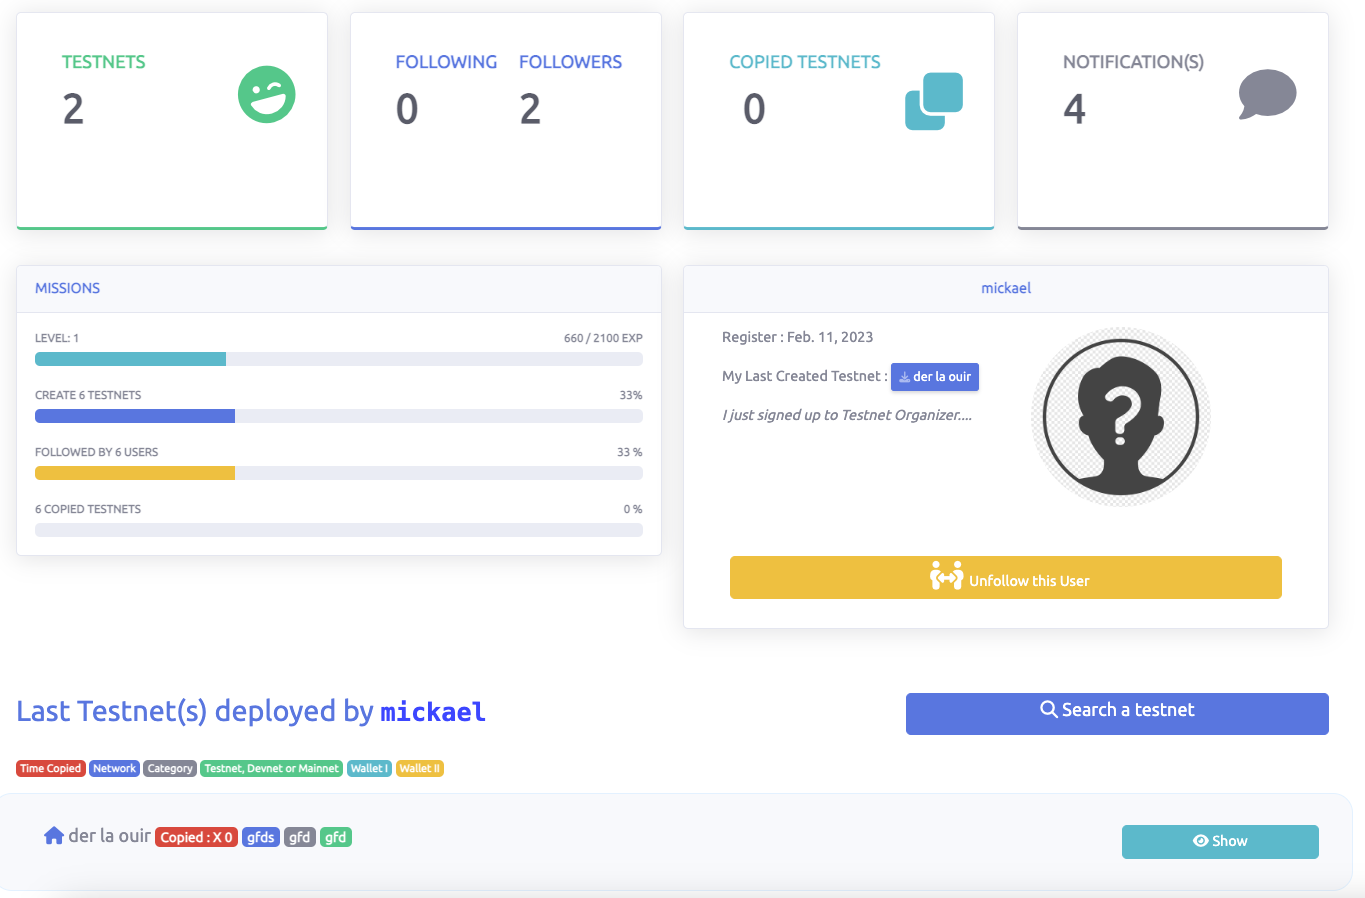 TESTNETS
2
FOLLOWING FOLLOWERS
0 2
COPIED TESTNETS
0
NOTIFICATION(S)
4
MISSIONS
LEVEL: 1 660 / 2100 EXP
CREATE 6 TESTNETS 33%
FOLLOWED BY 6 USERS 33 %
6 COPIED TESTNETS 0 %
mickael
Register : Feb. 11, 2023
My Last Created Testnet : der la ouir
I just signed up to Testnet Organizer....
?
Unfollow this User
Last Testnet(s) deployed by mickael
Search a testnet
Time Copied Network Category Testnet, Devnet or Mainnet Wallet I Wallet II
der la ouir Copied : X 0 gfds gfd gfd
Show